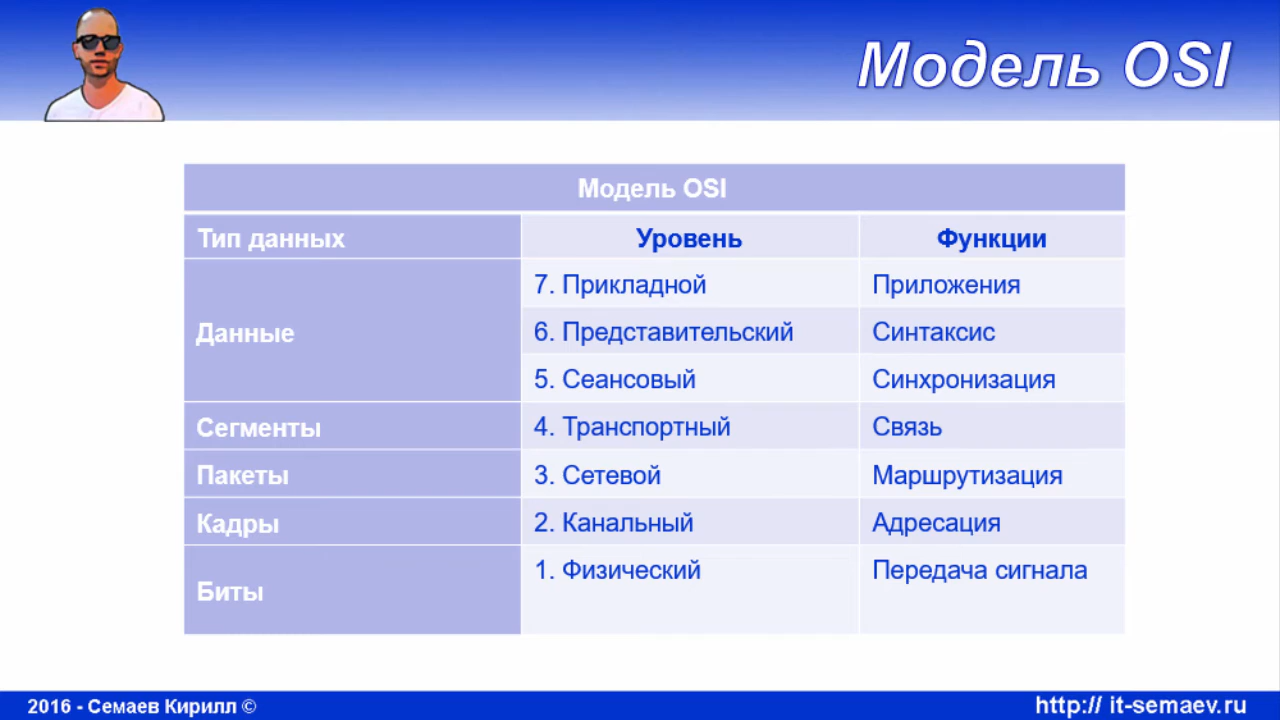 Модель OSI
Модель OSI
Тип данных Уровень Функции
Данные
7. Прикладной Приложения
6. Представительский Синтаксис
5. Сеансовый Синхронизация
Сегменты 4. Транспортный Связь
Пакеты 3. Сетевой Маршрутизация
Кадры 2. Канальный Адресация
Биты 1. Физический Передача сигнала
2016 - Семаев Кирилл © http:// it-semaev.ru